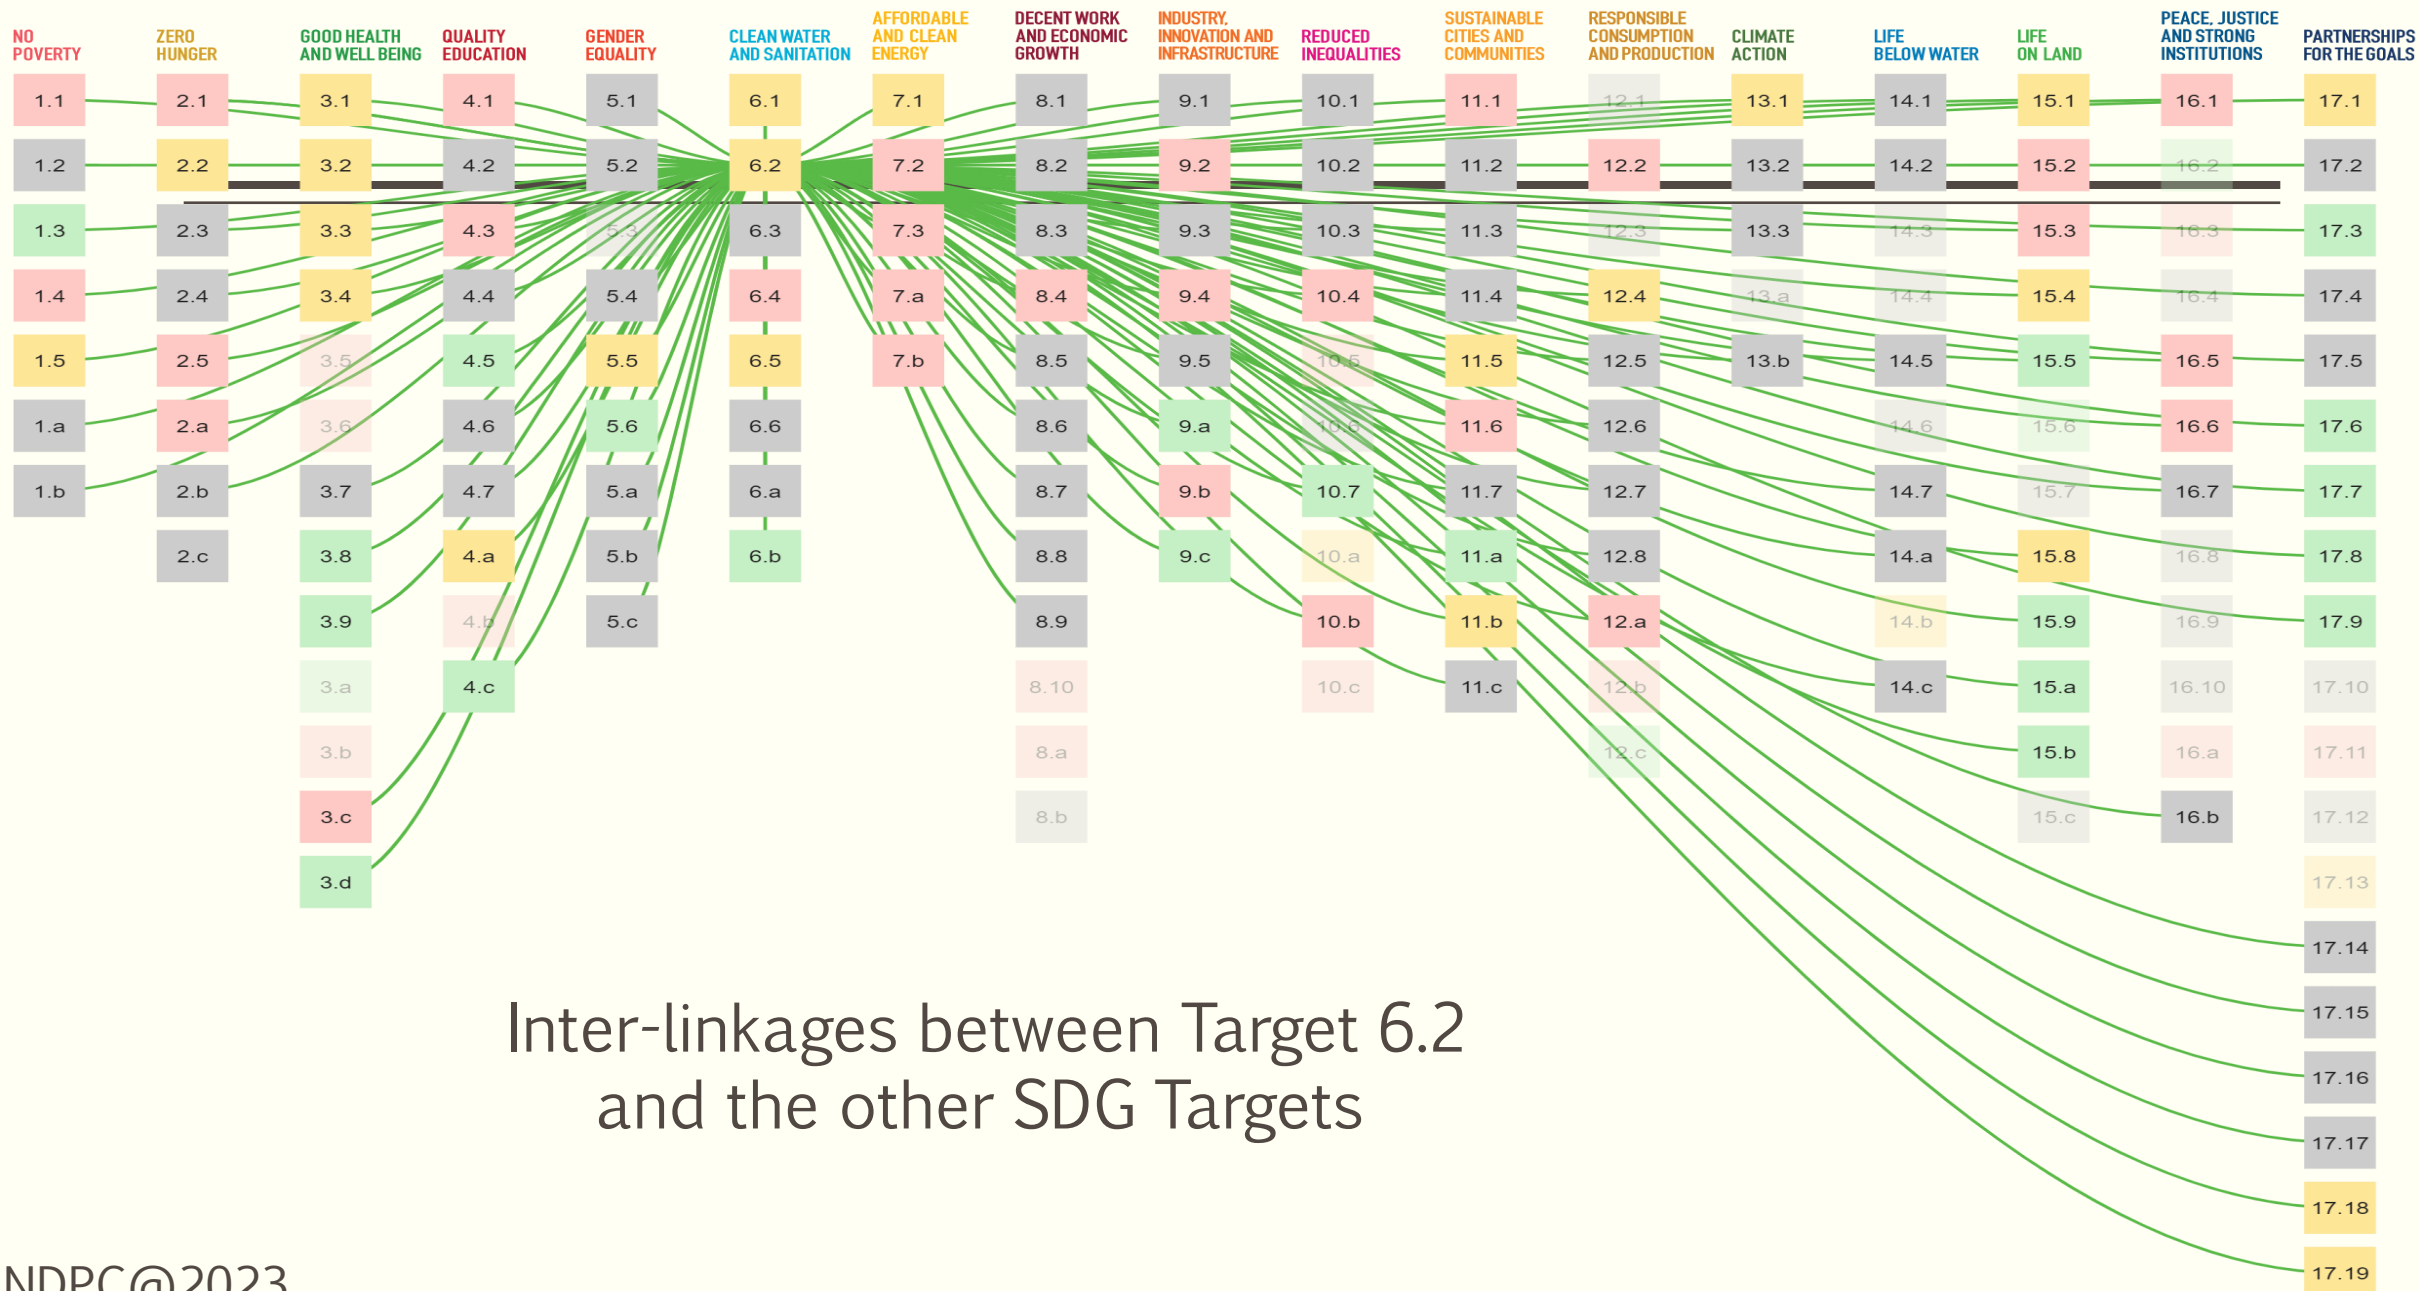 NO
POVERTY
ZERO
HUNGER
GOOD HEALTH
AND WELL BEING
QUALITY
EDUCATION
GENDER
EQUALITY
CLEAN WATER
AND SANITATION
AFFORDABLE
AND CLEAN
ENERGY
DECENT WORK
AND ECONOMIC
GROWTH
INDUSTRY,
INNOVATION AND
INFRASTRUCTURE
REDUCED
INEQUALITIES
SUSTAINABLE
CITIES AND
COMMUNITIES
RESPONSIBLE
CONSUMPTION
AND PRODUCTION
CLIMATE
ACTION
LIFE
BELOW WATER
LIFE
ON LAND
PEACE, JUSTICE
AND STRONG
INSTITUTIONS
PARTNERSHIPS
FOR THE GOALS
1.1 2.1 3.1 4.1 5.1 6.1 7.1 8.1 9.1 10.1 11.1 12.1 13.1 14.1 15.1 16.1 17.1
1.2 2.2 3.2 4.2 5.2 6.2 7.2 8.2 9.2 10.2 11.2 12.2 13.2 14.2 15.2 16.2 17.2
1.3 2.3 3.3 4.3 5.3 6.3 7.3 8.3 9.3 10.3 11.3 12.3 13.3 14.3 15.3 16.3 17.3
1.4 2.4 3.4 4.4 5.4 6.4 7.a 8.4 9.4 10.4 11.4 12.4 13.a 14.4 15.4 16.4 17.4
1.5 2.5 3.5 4.5 5.5 6.5 7.b 8.5 9.5 10.5 11.5 12.5 13.b 14.5 15.5 16.5 17.5
1.a 2.a 3.6 4.6 5.6 6.6 8.6 9.a 10.6 11.6 12.6 14.6 15.6 16.6 17.6
1.b 2.b 3.7 4.7 5.a 6.a 8.7 9.b 10.7 11.7 12.7 14.7 15.7 16.7 17.7
2.c 3.8 4.a 5.b 6.b 8.8 9.c 10.a 11.a 12.8 14.a 15.8 16.8 17.8
3.9 4.b 5.c 8.9 10.b 11.b 12.a 14.b 15.9 16.9 17.9
3.a 4.c 8.10 10.c 11.c 12.b 14.c 15.a 16.10 17.10
3.b 8.a 12.c 15.b 16.a 17.11
3.c 8.b 15.c 16.b 17.12
3.d 17.13
17.14
17.15
17.16
17.17
17.18
17.19
Inter-linkages between Target 6.2
and the other SDG Targets
NDPC@2023